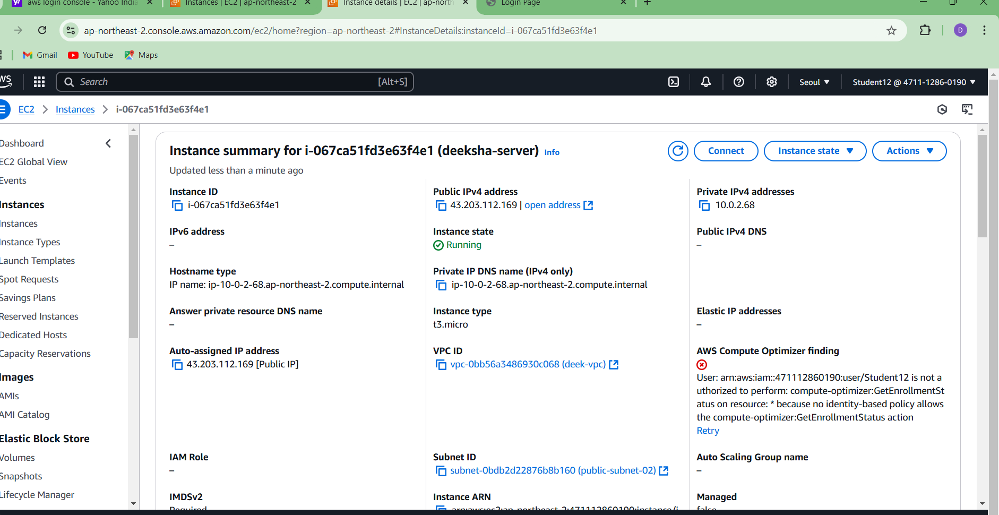 aws login console - Yahoo India
Instances | EC2 | ap-northeast-2
Instance details | EC2 | ap-north
Login Page
ap-northeast-2.console.aws.amazon.com/ec2/home?region=ap-northeast-2#InstanceDetails:instanceId=i-067ca51fd3e63f4e1
D
Gmail
YouTube
Maps
Search
[Alt+S]
Seoul
Student12 @ 4711-1286-0190
EC2
Instances
i-067ca51fd3e63f4e1
Dashboard
EC2 Global View
Events
Instances
Instances
Instance Types
Launch Templates
Spot Requests
Savings Plans
Reserved Instances
Dedicated Hosts
Capacity Reservations
Images
AMIs
AMI Catalog
Elastic Block Store
Volumes
Snapshots
Lifecycle Manager
Instance summary for i-067ca51fd3e63f4e1 (deeksha-server) Info
Updated less than a minute ago
Connect
Instance state
Actions
Instance ID
i-067ca51fd3e63f4e1
Public IPv4 address
43.203.112.169 | open address
Private IPv4 addresses
10.0.2.68
IPv6 address
–
Instance state
Running
Public IPv4 DNS
–
Hostname type
IP name: ip-10-0-2-68.ap-northeast-2.compute.internal
Private IP DNS name (IPv4 only)
ip-10-0-2-68.ap-northeast-2.compute.internal
Answer private resource DNS name
–
Instance type
t3.micro
Elastic IP addresses
–
Auto-assigned IP address
43.203.112.169 [Public IP]
VPC ID
vpc-0bb56a3486930c068 (deek-vpc)
AWS Compute Optimizer finding
User: arn:aws:iam::471112860190:user/Student12 is not a
uthorized to perform: compute-optimizer:GetEnrollmentSt
atus on resource: * because no identity-based policy allows
the compute-optimizer:GetEnrollmentStatus action
Retry
IAM Role
–
Subnet ID
subnet-0bdb2d22876b8b160 (public-subnet-02)
Auto Scaling Group name
–
IMDSv2
Required
Instance ARN
arn:aws:ec2:ap-northeast-2:471112860190:instance/i
Managed
false